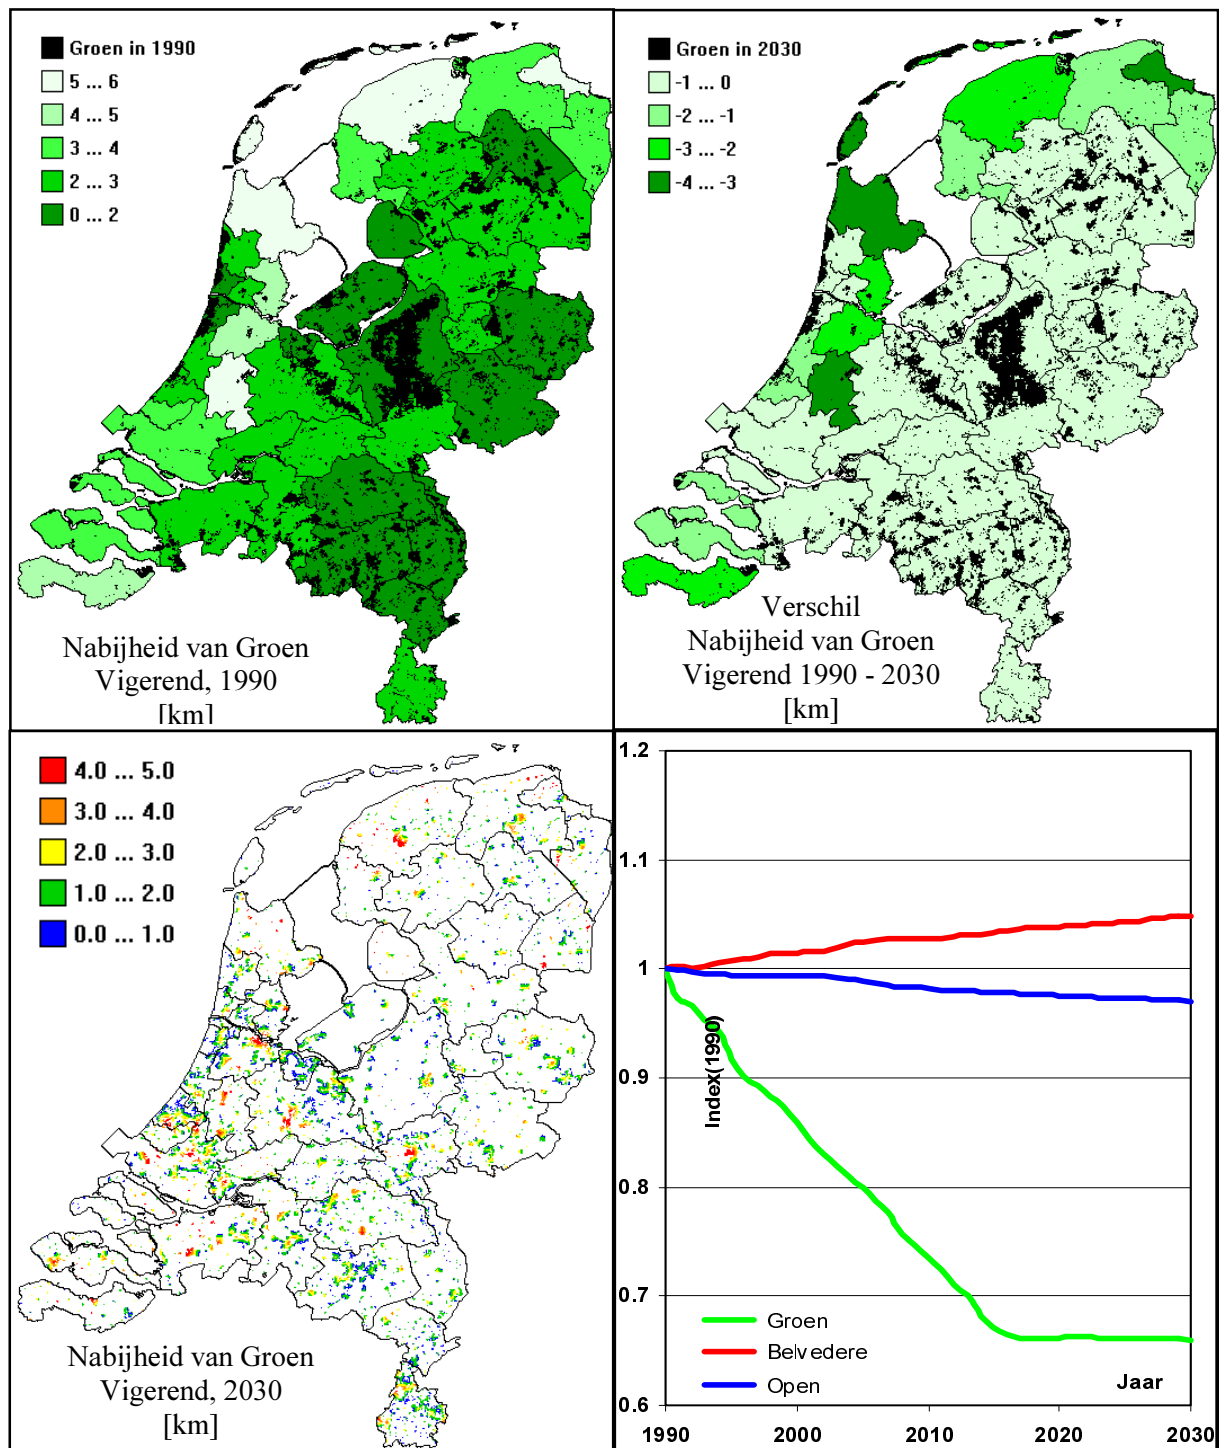 Groen in 1990
5 ... 6
4 ... 5
3 ... 4
2 ... 3
0 ... 2
Nabijheid van Groen
Vigerend, 1990
[km]
Groen in 2030
-1 ... 0
-2 ... -1
-3 ... -2
-4 ... -3
Verschil
Nabijheid van Groen
Vigerend 1990 - 2030
[km]
4.0 ... 5.0
3.0 ... 4.0
2.0 ... 3.0
1.0 ... 2.0
0.0 ... 1.0
Nabijheid van Groen
Vigerend, 2030
[km]
1.2
1.1
1
0.9
0.8
0.7
0.6
Index(1990)
Groen
Belvedere
Open
Jaar
1990
2000
2010
2020
2030